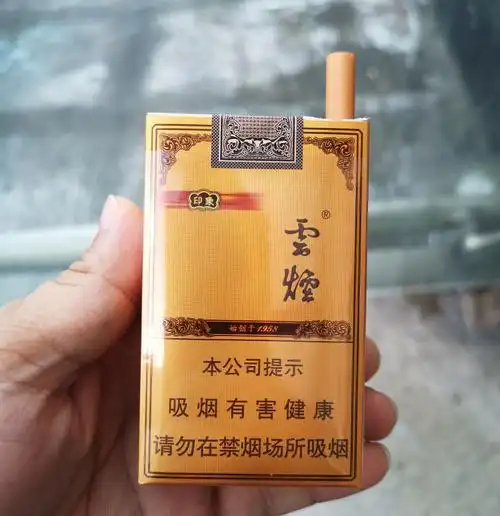 印象
雲煙®
始创于1958
本公司提示
吸烟有害健康
请勿在禁烟场所吸烟